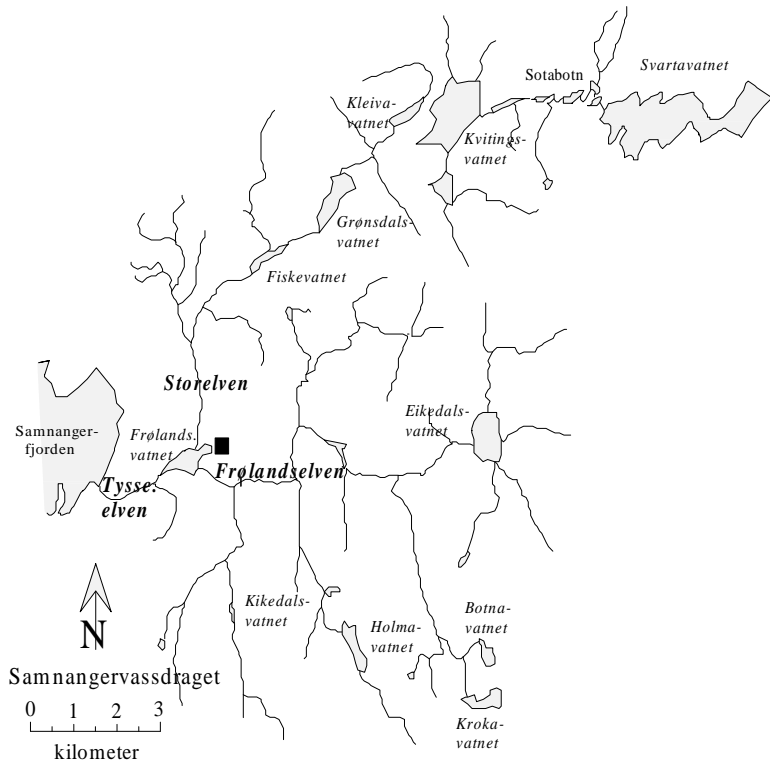 Sotabotn
Svartavatnet
Kleiva-
vatnet
Kvitings-
vatnet
Grønsdals-
vatnet
Fiskevatnet
Storelven
Eikedals-
vatnet
Samnanger-
fjorden
Frølands.
vatnet
Frølandselven
Tysse.
elven
Kikedals-
vatnet
Holma-
vatnet
Botna-
vatnet
N
Samnangervassdraget
0 1 2 3
kilometer
Kroka-
vatnet